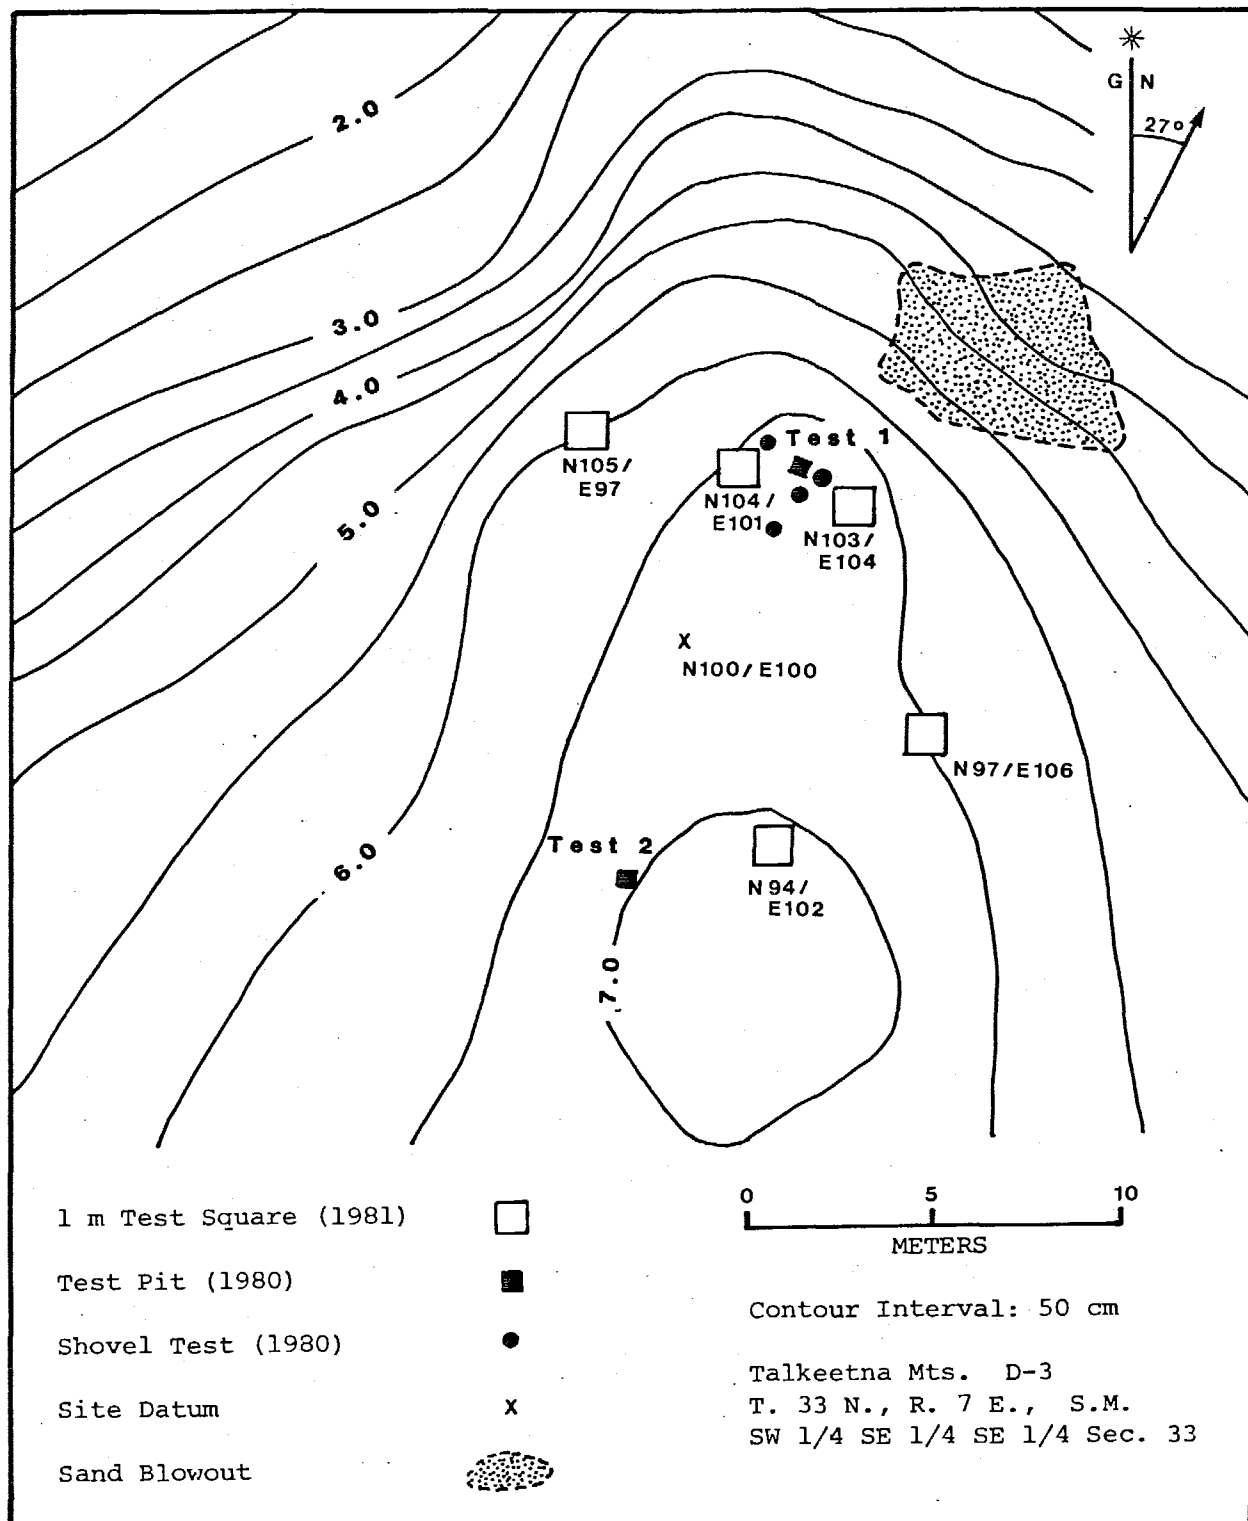 G N
27°
2.0
3.0
4.0
5.0
6.0
7.0
Test 1
N105/
E97
N104/
E101
N103/
E104
X
N100/E100
N97/E106
Test 2
N94/
E102
1 m Test Square (1981)
Test Pit (1980)
Shovel Test (1980)
Site Datum X
Sand Blowout
0 5 10
METERS
Contour Interval: 50 cm
Talkeetna Mts. D-3
T. 33 N., R. 7 E., S.M.
SW 1/4 SE 1/4 SE 1/4 Sec. 33